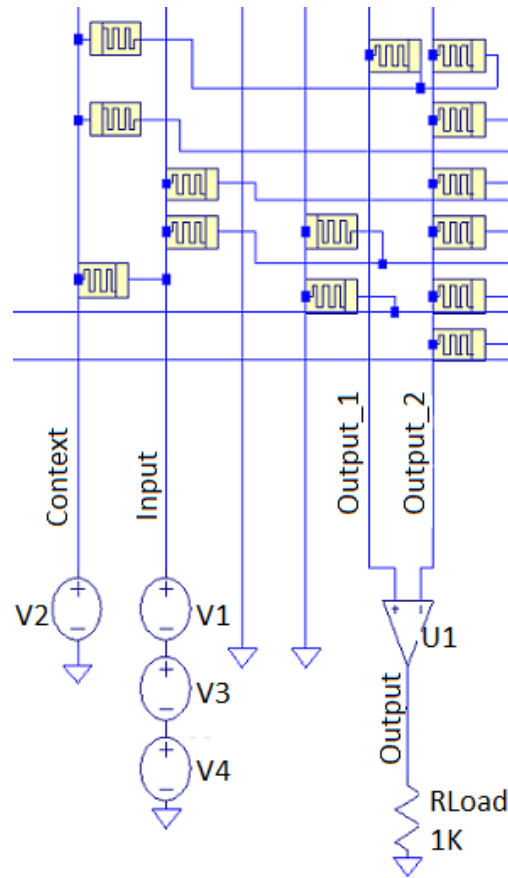 Context
Input
Output_1
Output_2
V2
V1
U1
V3
Output
V4
RLoad
1K